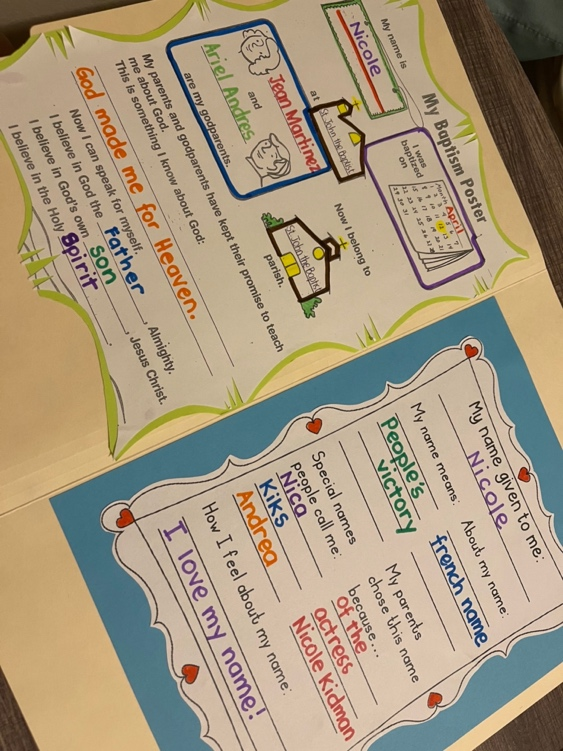 My Baptism Poster
My name is
Nicole
I was
baptized
on
April
at
St. John the Baptist
Jean Martinez
and
Ariel Andres
are my godparents.
Now I belong to
St. John the Baptist
parish.
My parents and godparents have kept their promise to teach
me about God.
This is something I know about God:
God made me for Heaven.
Now I can speak for myself.
I believe in God the Father, Almighty.
I believe in God's own Son, Jesus Christ.
I believe in the Holy Spirit.
My name given to me:
Nicole
My name means:
People's
victory
About my name:
french name
Special names
people call me:
Nica
Kiks
Andrea
My parents
chose this name
because...
of the
actress
Nicole Kidman
How I feel about my name:
I love my name!